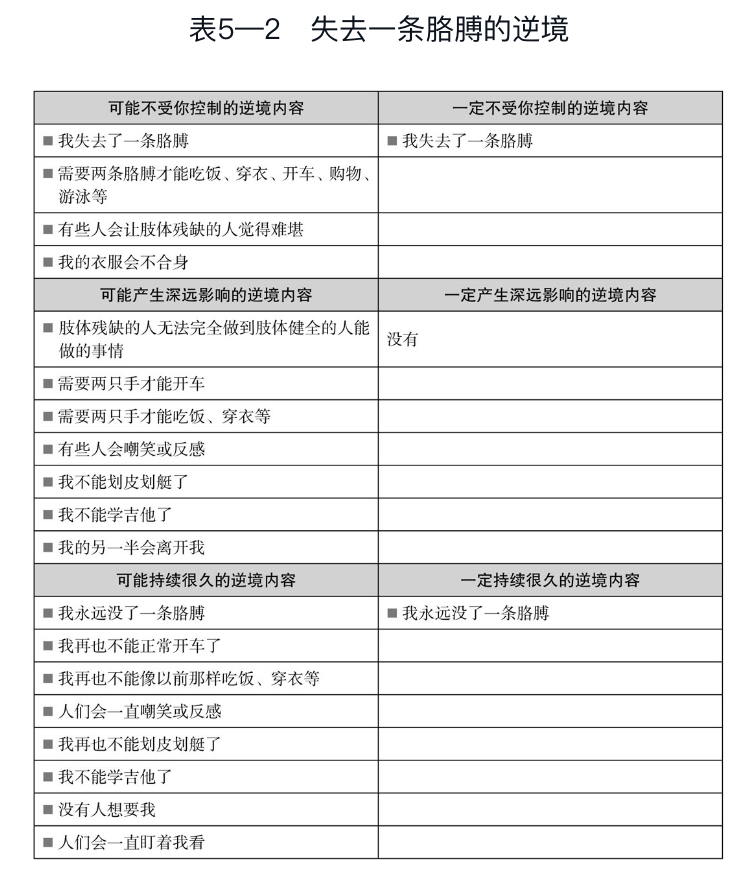 表5—2 失去一条胳膊的逆境
可能不受你控制的逆境内容 一定不受你控制的逆境内容
■ 我失去了一条胳膊 ■ 我失去了一条胳膊
■ 需要两条胳膊才能吃饭、穿衣、开车、购物、
游泳等
■ 有些人会让肢体残缺的人觉得难堪
■ 我的衣服会不合身
可能产生深远影响的逆境内容 一定产生深远影响的逆境内容
■ 肢体残缺的人无法完全做到肢体健全的人能 没有
做的事情
■ 需要两只手才能开车
■ 需要两只手才能吃饭、穿衣等
■ 有些人会嘲笑或反感
■ 我不能划皮划艇了
■ 我不能学吉他了
■ 我的另一半会离开我
可能持续很久的逆境内容 一定持续很久的逆境内容
■ 我永远没了一条胳膊 ■ 我永远没了一条胳膊
■ 我再也不能正常开车了
■ 我再也不能像以前那样吃饭、穿衣等
■ 人们会一直嘲笑或反感
■ 我再也不能划皮划艇了
■ 我不能学吉他了
■ 没有人想要我
■ 人们会一直盯着我看